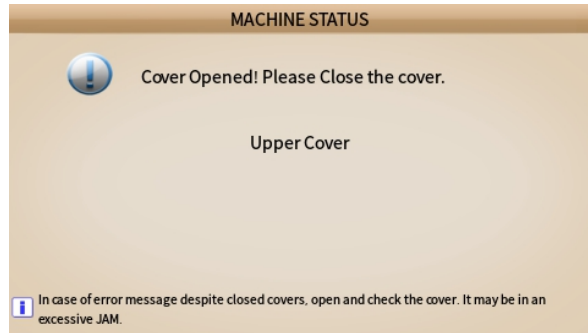 MACHINE STATUS
Cover Opened! Please Close the cover.
Upper Cover
In case of error message despite closed covers, open and check the cover. It may be in an
excessive JAM.